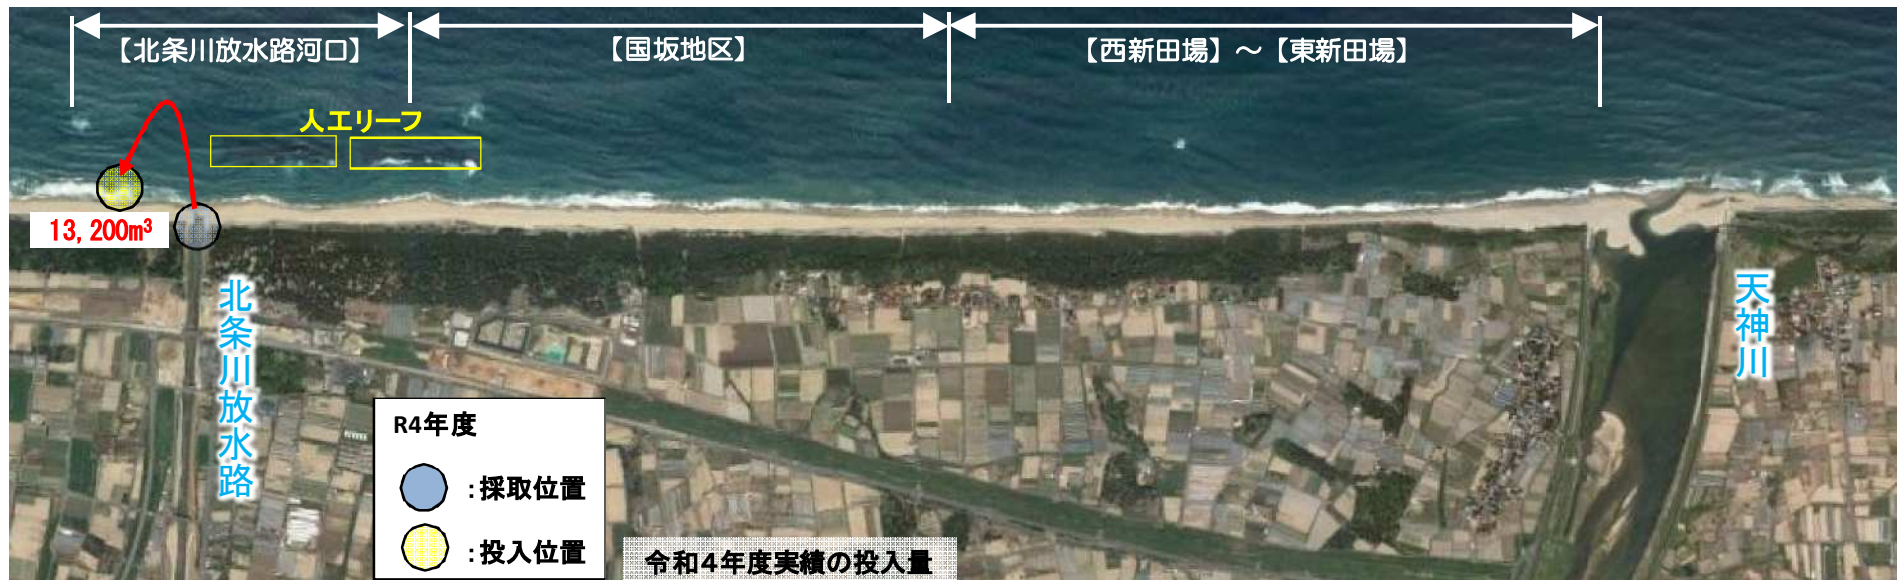 【北条川放水路河口】
【国坂地区】
【西新田場】～【東新田場】
人工リーフ
13,200m³
北条川放水路
天神川
R4年度
:採取位置
:投入位置
令和4年度実績の投入量